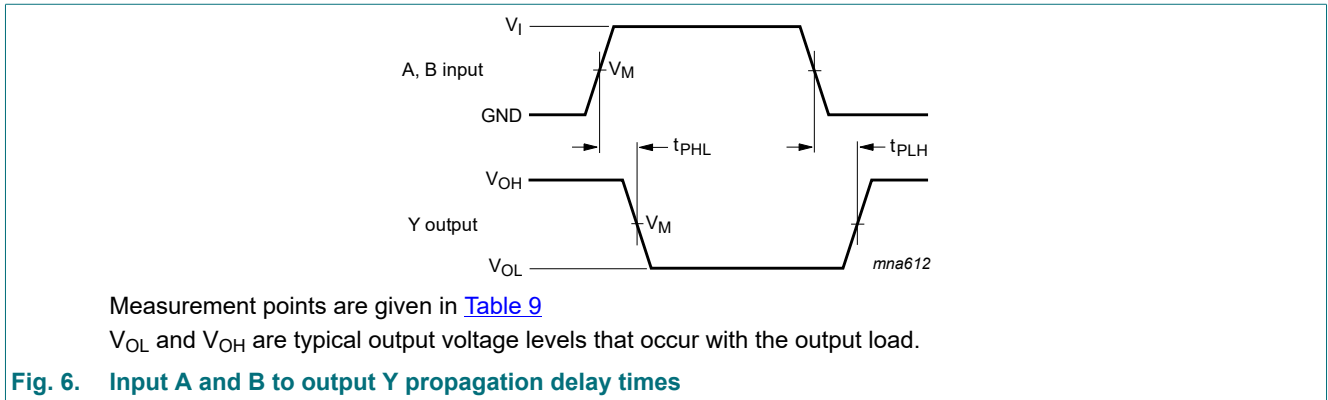 V_I
A, B input
V_M
GND
t_PHL
t_PLH
V_OH
Y output
V_M
V_OL
mna612
Measurement points are given in Table 9
V_OL and V_OH are typical output voltage levels that occur with the output load.
Fig. 6. Input A and B to output Y propagation delay times